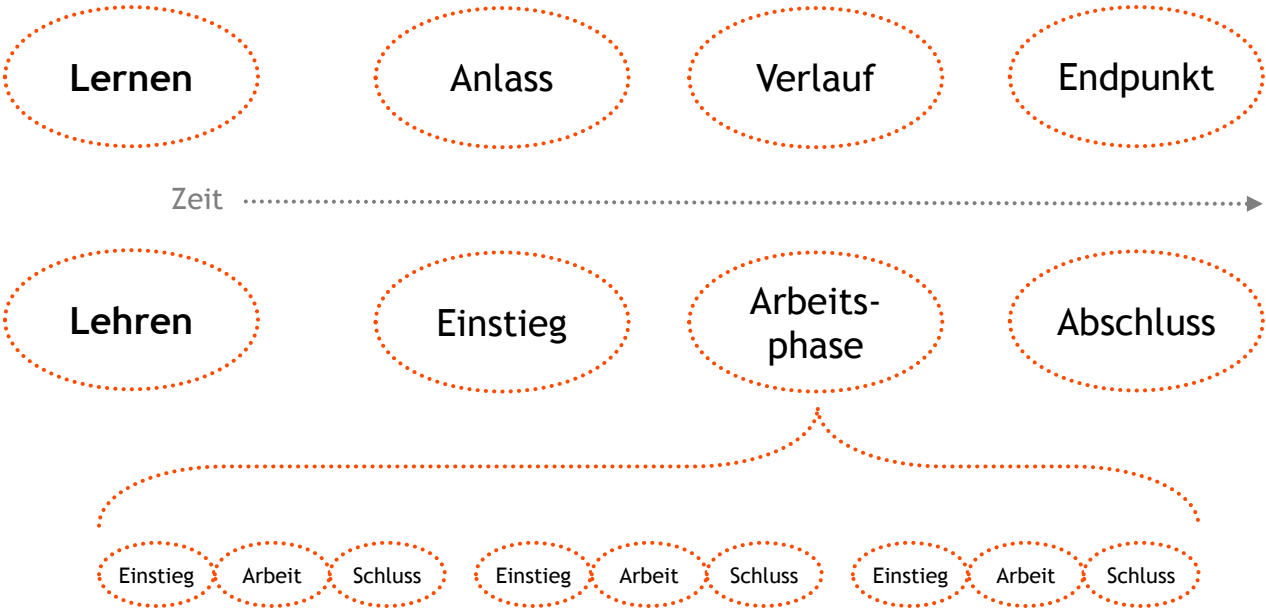 Lernen Anlass Verlauf Endpunkt
Zeit
Lehren Einstieg Arbeits-
phase Abschluss
Einstieg Arbeit Schluss Einstieg Arbeit Schluss Einstieg Arbeit Schluss